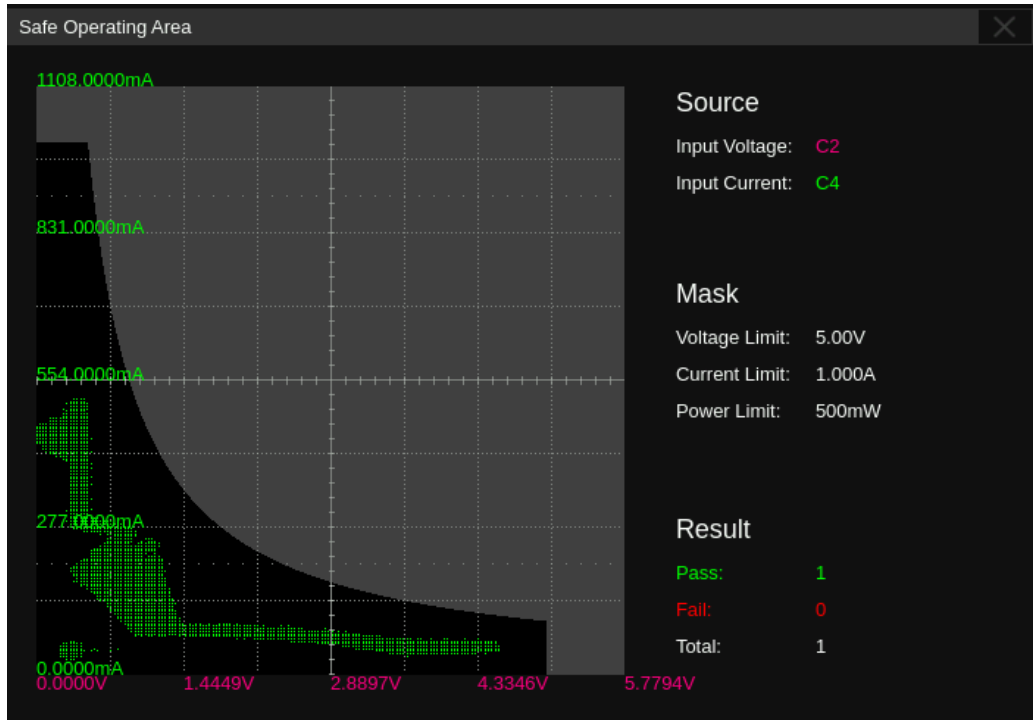 Safe Operating Area
1108.0000mA
831.0000mA
554.0000mA
277.0000mA
0.0000mA
0.0000V 1.4449V 2.8897V 4.3346V 5.7794V
Source
Input Voltage: C2
Input Current: C4
Mask
Voltage Limit: 5.00V
Current Limit: 1.000A
Power Limit: 500mW
Result
Pass: 1
Fail: 0
Total: 1